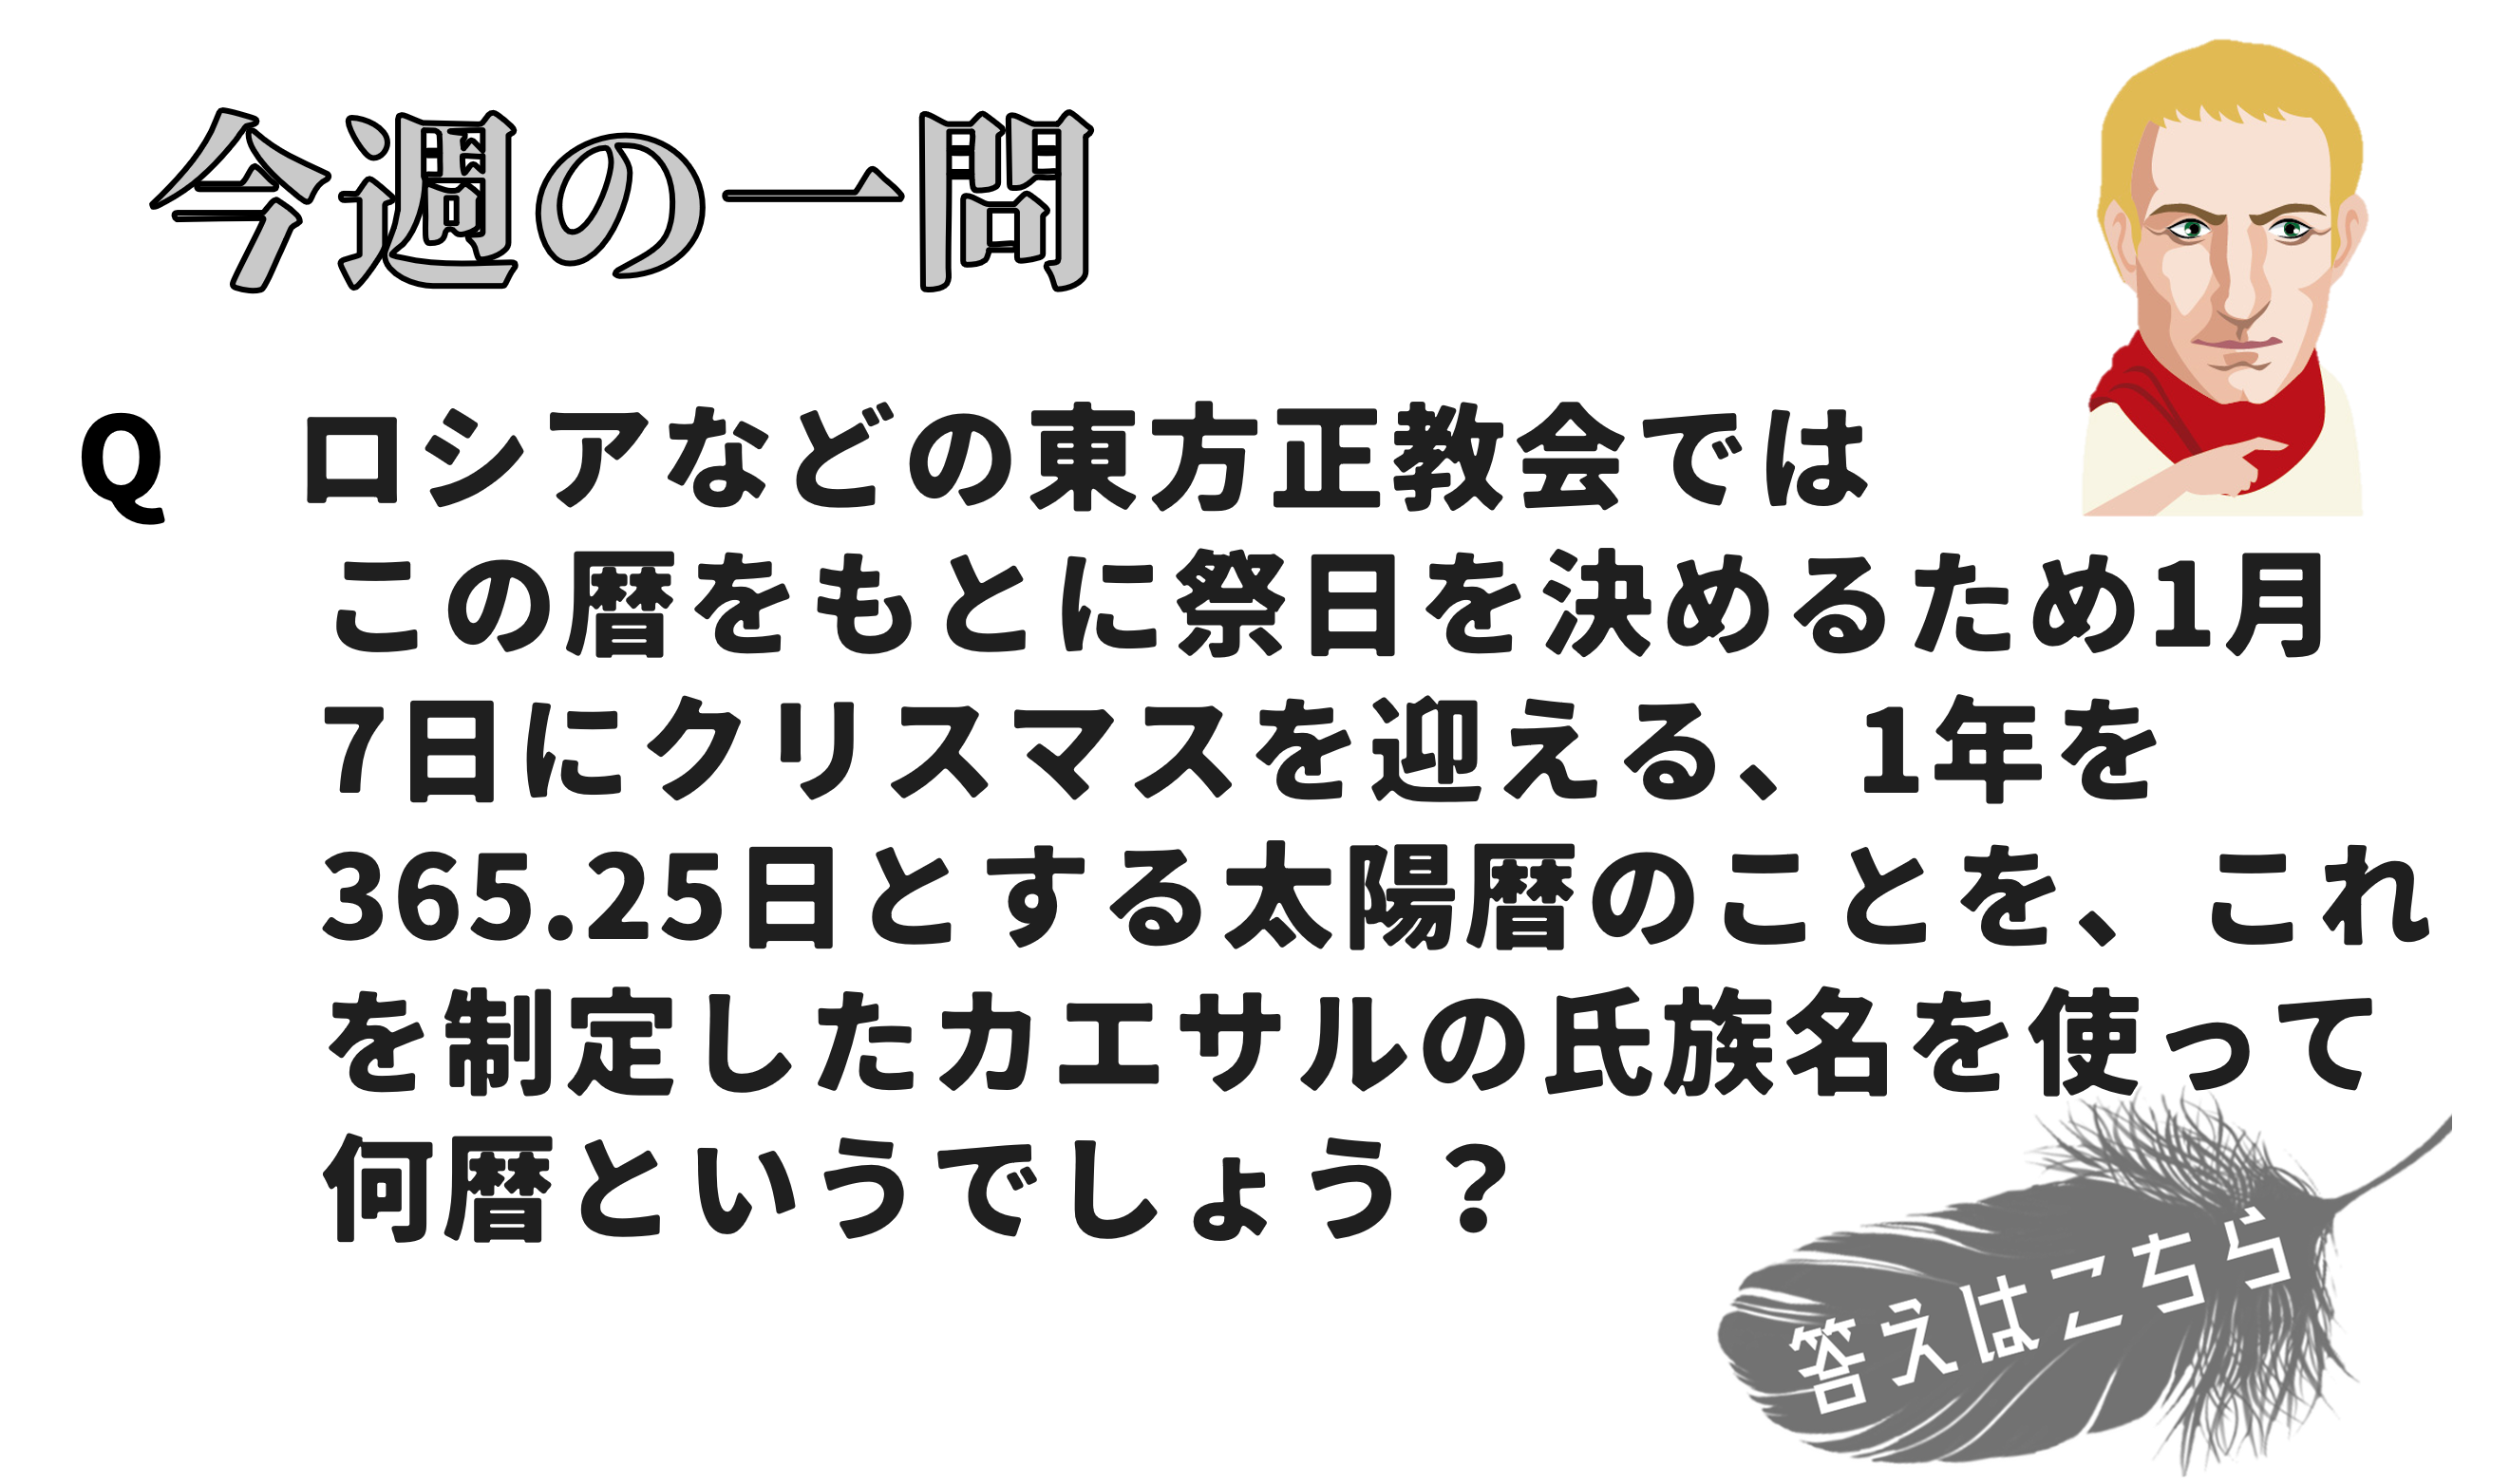 今週の一問
Q ロシアなどの東方正教会では
この暦をもとに祭日を決めるため1月
7日にクリスマスを迎える、1年を
365.25日とする太陽暦のことを、これ
を制定したカエサルの氏族名を使って
何暦というでしょう?
答えはこちら